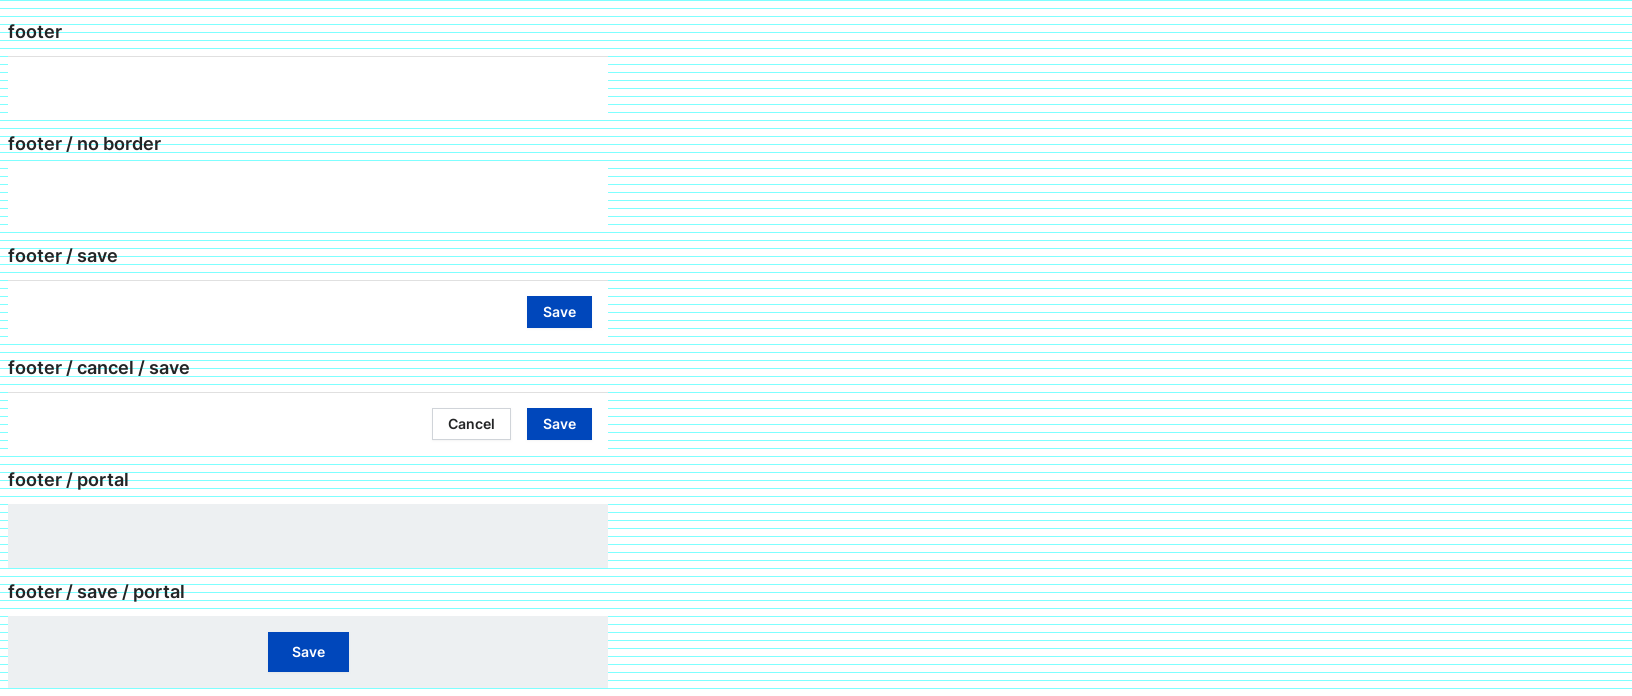 footer
footer / no border
footer / save
Save
footer / cancel / save
Cancel Save
footer / portal
footer / save / portal
Save